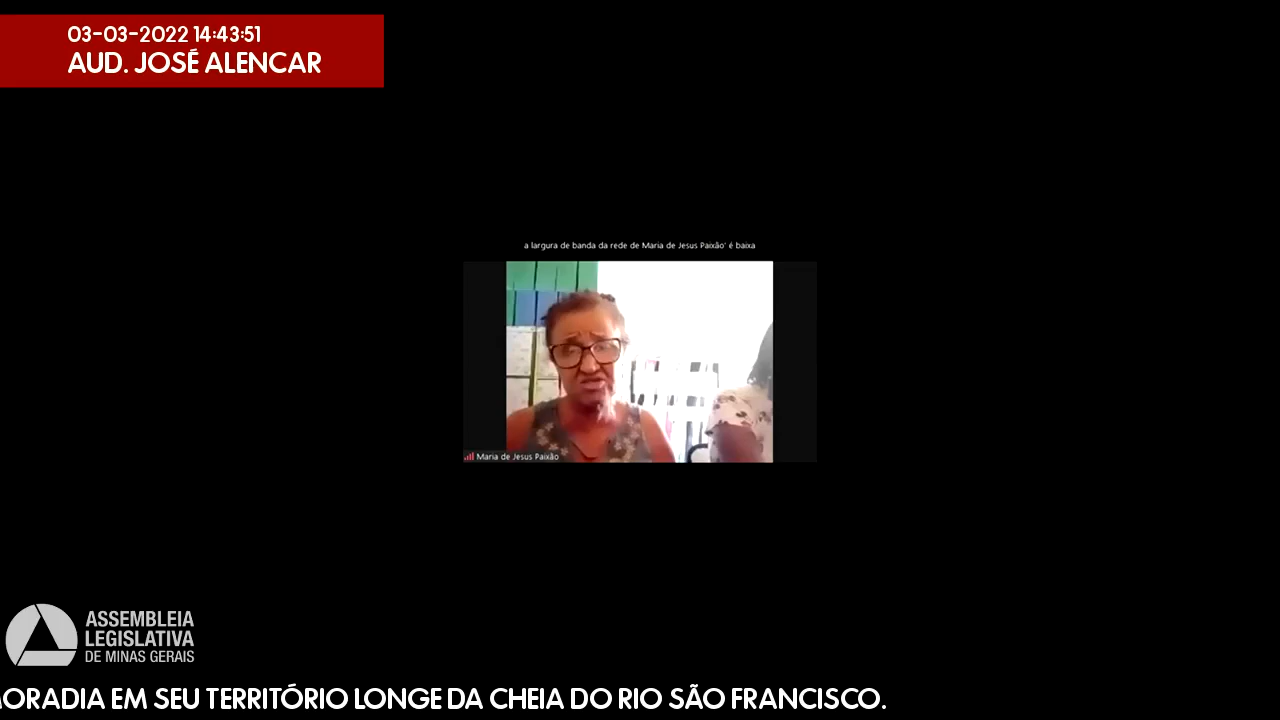 03-03-2022 14:43:51
AUD. JOSÉ ALENCAR
a largura de banda da rede de Maria de Jesus Paixão' é baixa
Maria de Jesus Paixão
ASSEMBLEIA
LEGISLATIVA
DE MINAS GERAIS
ORADIA EM SEU TERRITÓRIO LONGE DA CHEIA DO RIO SÃO FRANCISCO.